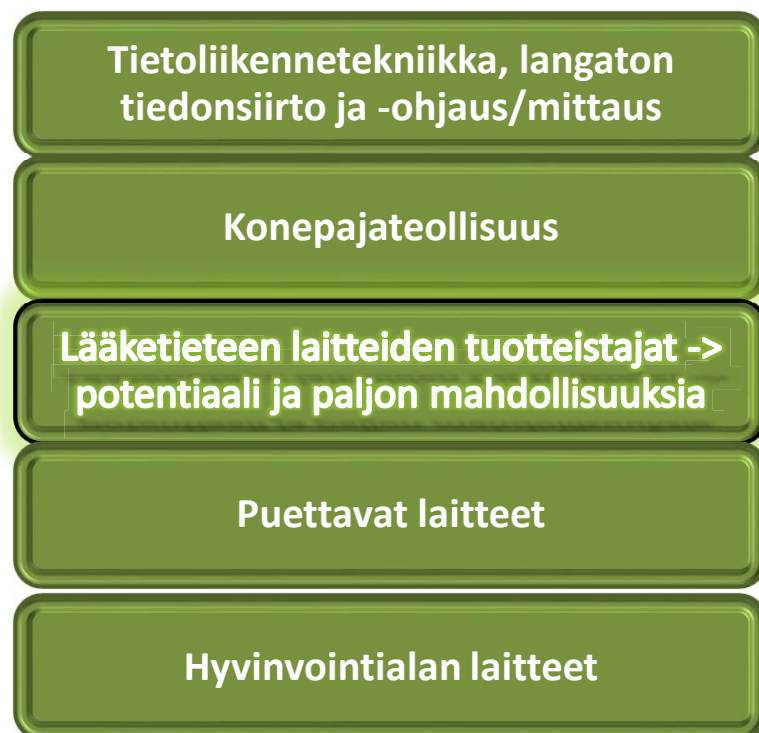 Tietoliikennetekniikka, langaton
tiedonsiirto ja -ohjaus/mittaus
Konepajateollisuus
Lääketieteen laitteiden tuotteistajat ->
potentiaali ja paljon mahdollisuuksia
Puettavat laitteet
Hyvinvointialan laitteet